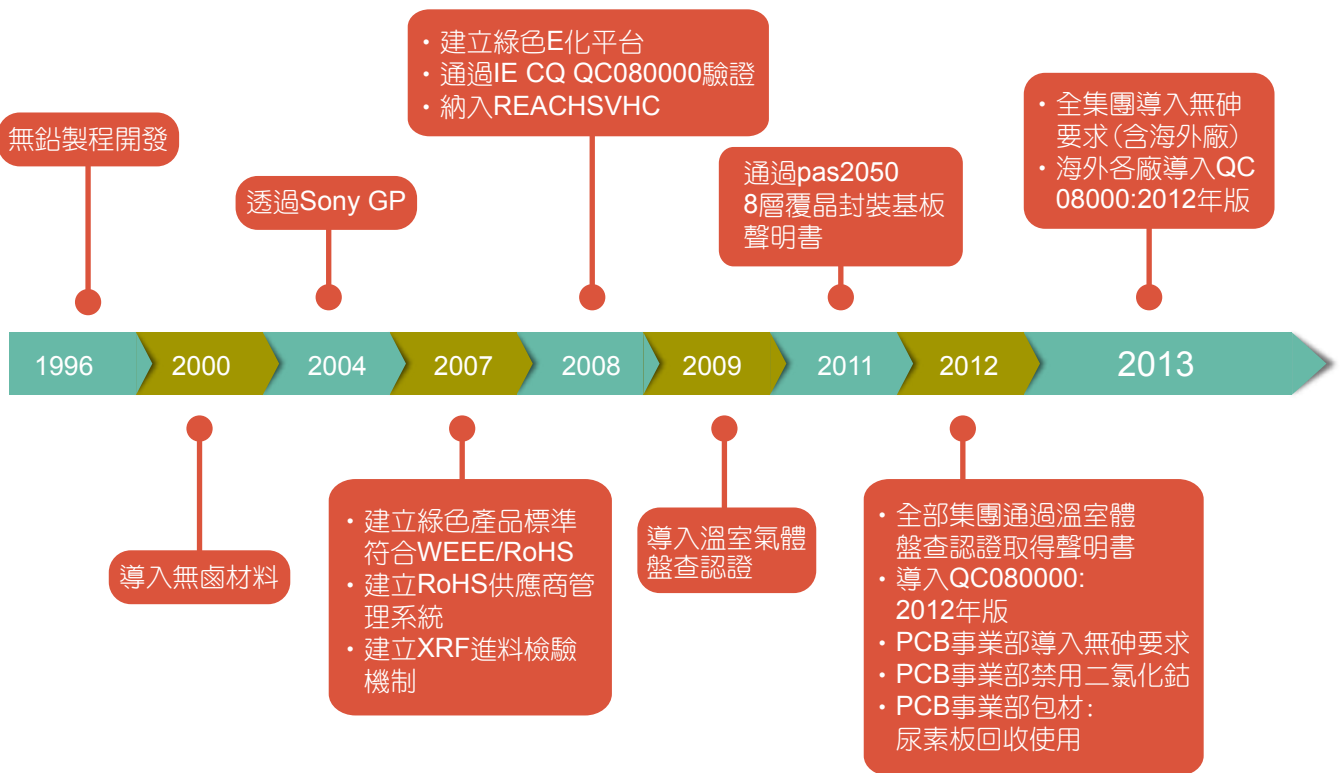 ・建立綠色E化平台
・通過IE CQ QC080000驗證
・納入REACHSVHC
無鉛製程開發
透過Sony GP
通過pas2050
8層覆晶封裝基板
聲明書
・全集團導入無砷
要求(含海外廠)
・海外各廠導入QC
08000:2012年版
1996
2000
2004
2007
2008
2009
2011
2012
2013
導入無鹵材料
・建立綠色產品標準
符合WEEE/RoHS
・建立RoHS供應商管
理系統
・建立XRF進料檢驗
機制
導入溫室氣體
盤查認證
・全部集團通過溫室體
盤查認證取得聲明書
・導入QC080000:
2012年版
・PCB事業部導入無砷要求
・PCB事業部禁用二氯化鈷
・PCB事業部包材:
尿素板回收使用